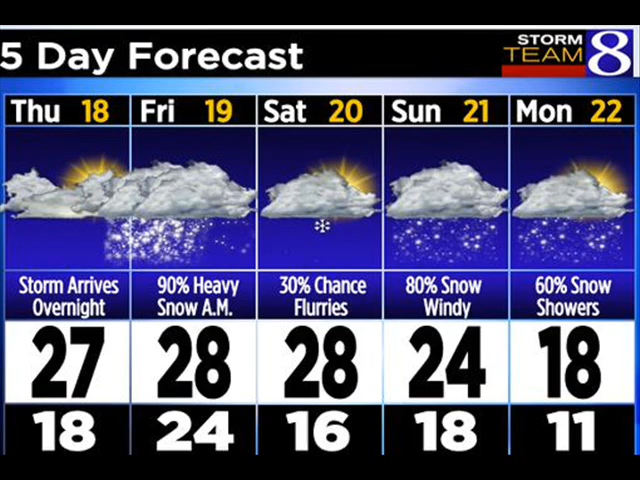 5 Day Forecast
STORM
TEAM 8
Thu 18 Fri 19 Sat 20 Sun 21 Mon 22
Storm Arrives
Overnight
90% Heavy
Snow A.M.
30% Chance
Flurries
80% Snow
Windy
60% Snow
Showers
27 28 28 24 18
18 24 16 18 11